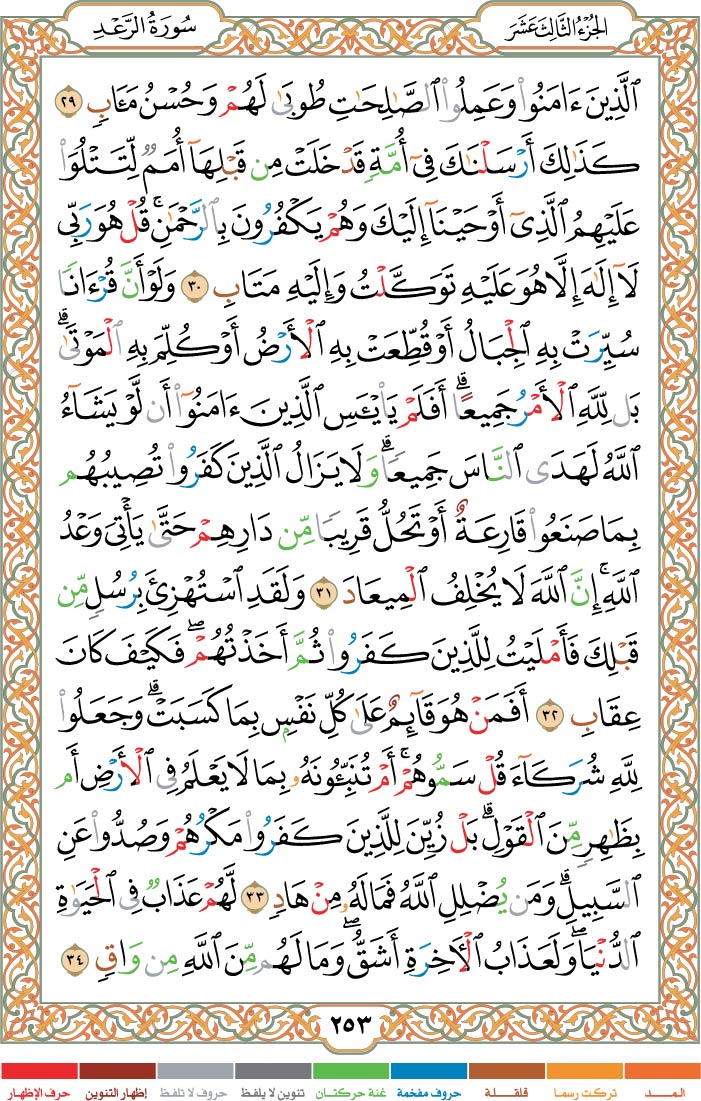 سُورَةُ الرَّعْدِ
الجُزْءُ الثَّالِثَ عَشَرَ
ٱلَّذِينَ ءَامَنُوا۟ وَعَمِلُوا۟ ٱلصَّـٰلِحَـٰتِ طُوبَىٰ لَهُمْ وَحُسْنُ مَـَٔابٍ ٢٩
كَذَٰلِكَ أَرْسَلْنَـٰكَ فِىٓ أُمَّةٍ قَدْ خَلَتْ مِن قَبْلِهَآ أُمَمٌ لِّتَتْلُوَا۟
عَلَيْهِمُ ٱلَّذِىٓ أَوْحَيْنَآ إِلَيْكَ وَهُمْ يَكْفُرُونَ بِٱلرَّحْمَـٰنِ ۚ قُلْ هُوَ رَبِّى
لَآ إِلَـٰهَ إِلَّا هُوَ عَلَيْهِ تَوَكَّلْتُ وَإِلَيْهِ مَتَابِ ٣٠ وَلَوْ أَنَّ قُرْءَانًا
سُيِّرَتْ بِهِ ٱلْجِبَالُ أَوْ قُطِّعَتْ بِهِ ٱلْأَرْضُ أَوْ كُلِّمَ بِهِ ٱلْمَوْتَىٰ ۗ
بَل لِّلَّهِ ٱلْأَمْرُ جَمِيعًا ۗ أَفَلَمْ يَا۟يْـَٔسِ ٱلَّذِينَ ءَامَنُوٓا۟ أَن لَّوْ يَشَآءُ
ٱللَّهُ لَهَدَى ٱلنَّاسَ جَمِيعًا ۗ وَلَا يَزَالُ ٱلَّذِينَ كَفَرُوا۟ تُصِيبُهُم
بِمَا صَنَعُوا۟ قَارِعَةٌ أَوْ تَحُلُّ قَرِيبًا مِّن دَارِهِمْ حَتَّىٰ يَأْتِىَ وَعْدُ
ٱللَّهِ ۚ إِنَّ ٱللَّهَ لَا يُخْلِفُ ٱلْمِيعَادَ ٣١ وَلَقَدِ ٱسْتُهْزِئَ بِرُسُلٍ مِّن
قَبْلِكَ فَأَمْلَيْتُ لِلَّذِينَ كَفَرُوا۟ ثُمَّ أَخَذْتُهُمْ ۖ فَكَيْفَ كَانَ
عِقَابِ ٣٢ أَفَمَنْ هُوَ قَآئِمٌ عَلَىٰ كُلِّ نَفْسٍۭ بِمَا كَسَبَتْ ۗ وَجَعَلُوا۟
لِلَّهِ شُرَكَآءَ قُلْ سَمُّوهُمْ ۚ أَمْ تُنَبِّـُٔونَهُۥ بِمَا لَا يَعْلَمُ فِى ٱلْأَرْضِ أَم
بِظَـٰهِرٍ مِّنَ ٱلْقَوْلِ ۗ بَلْ زُيِّنَ لِلَّذِينَ كَفَرُوا۟ مَكْرُهُمْ وَصُدُّوا۟ عَنِ
ٱلسَّبِيلِ ۗ وَمَن يُضْلِلِ ٱللَّهُ فَمَا لَهُۥ مِنْ هَادٍ ٣٣ لَّهُمْ عَذَابٌ فِى ٱلْحَيَوٰةِ
ٱلدُّنْيَا ۖ وَلَعَذَابُ ٱلْـَٔاخِرَةِ أَشَقُّ ۖ وَمَا لَهُم مِّنَ ٱللَّهِ مِن وَاقٍ ٣٤
٢٥٣
المـــد
تركت رسما
قلقـلة
حروف مفخمة
غنة حركتان
تنوين لا يلفظ
حروف لا تلفظ
إظهار التنوين
حرف الإظهار